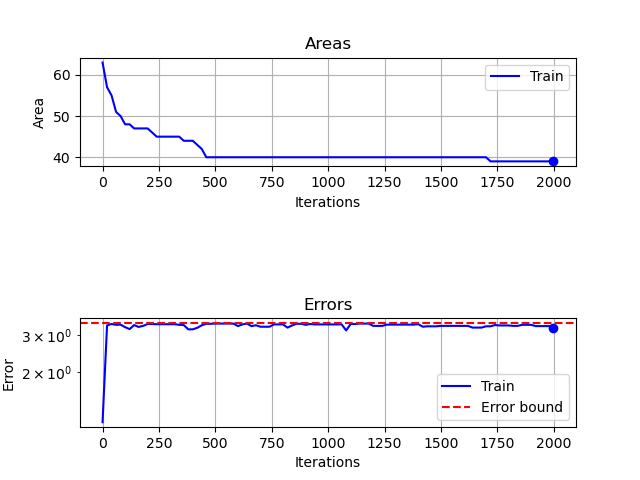 Areas
60
50
40
Area
Train
0 250 500 750 1000 1250 1500 1750 2000
Iterations
Errors
3 × 10⁰
2 × 10⁰
Error
Train
Error bound
0 250 500 750 1000 1250 1500 1750 2000
Iterations